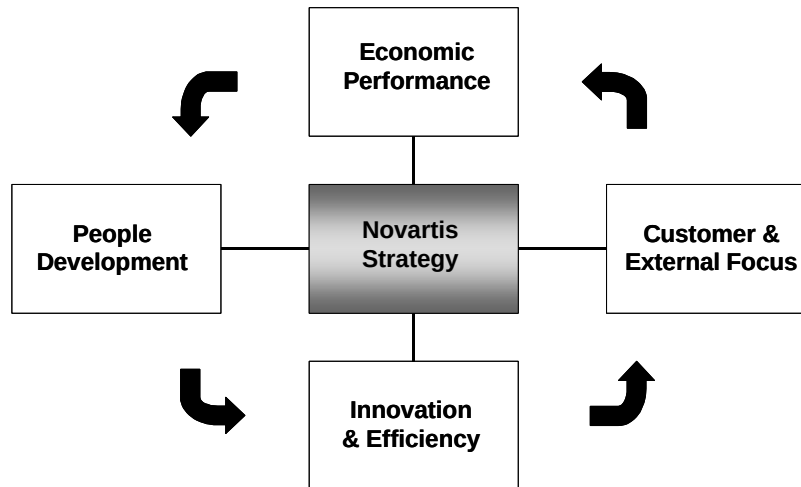 Economic
Performance
People
Development
Novartis
Strategy
Customer &
External Focus
Innovation
& Efficiency